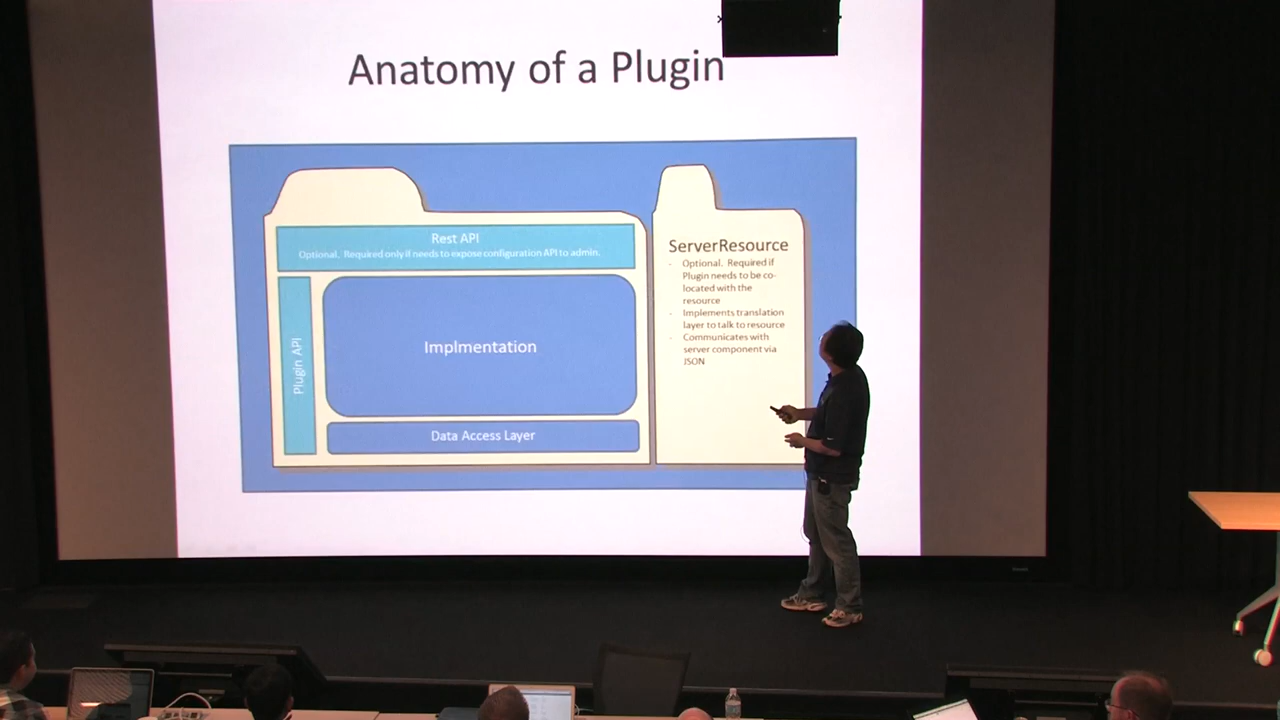 Anatomy of a Plugin
Rest API
Optional. Required only if needs to expose configuration API to admin.
Plugin API
Implmentation
Data Access Layer
ServerResource
- Optional. Required if
Plugin needs to be co-
located with the
resource
- Implements translation
layer to talk to resource
- Communicates with
server component via
JSON